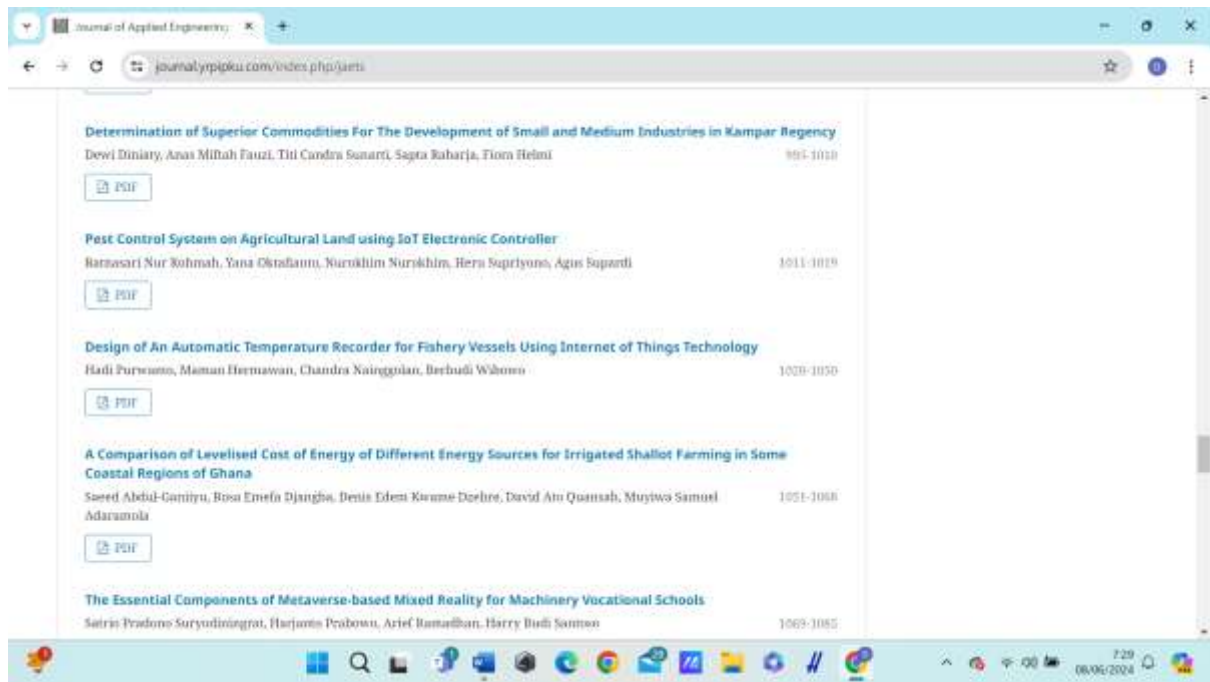 Journal of Applied Engineering
journal.yrpipku.com/index.php/jaets
Determination of Superior Commodities For The Development of Small and Medium Industries in Kampar Regency
Dewi Diniaty, Anas Miftah Fauzi, Titi Candra Sunarti, Sapta Raharja, Fiora Helmi 995-1010
PDF
Pest Control System on Agricultural Land using IoT Electronic Controller
Ratnasari Nur Rohmah, Yana Oktafianto, Nurokhim Nurokhim, Heru Supriyono, Agus Supardi 1011-1019
PDF
Design of An Automatic Temperature Recorder for Fishery Vessels Using Internet of Things Technology
Hadi Purwanto, Maman Hermawan, Chandra Nainggolan, Berbudi Wibowo 1020-1050
PDF
A Comparison of Levelised Cost of Energy of Different Energy Sources for Irrigated Shallot Farming in Some
Coastal Regions of Ghana
Saeed Abdul-Ganiyu, Rosa Emefa Djangba, Denis Edem Kwame Dzebre, David Ato Quansah, Muyiwa Samuel 1051-1068
Adaramola
PDF
The Essential Components of Metaverse-based Mixed Reality for Machinery Vocational Schools
Satrio Pradono Suryodiningrat, Harjanto Prabowo, Arief Ramadhan, Harry Budi Santoso 1069-1085
7:29
08/06/2024